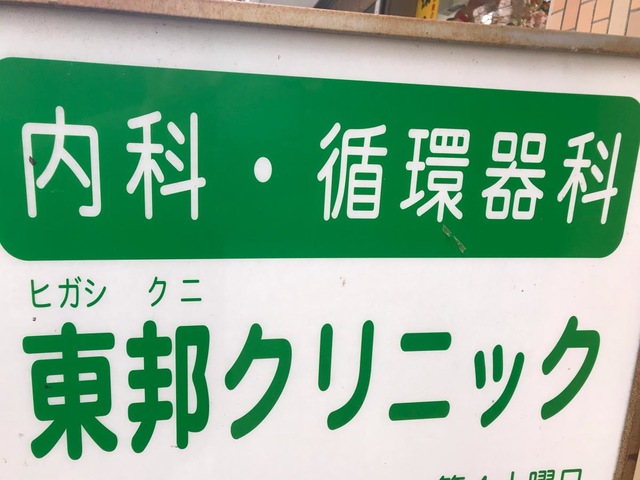 内科・循環器科
ヒガシ クニ
東邦クリニック